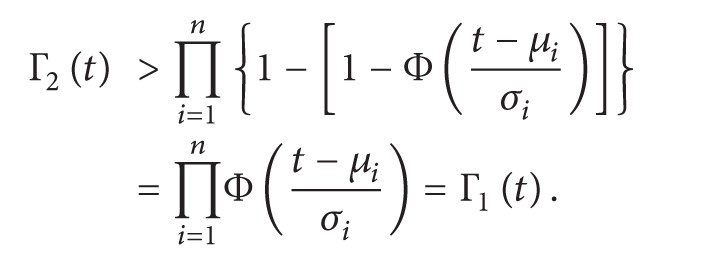 Γ₂ (t) > ∏ᵢ₌₁ⁿ {1 − [1 − Φ ((t − μᵢ)/σᵢ)]}
= ∏ᵢ₌₁ⁿ Φ ((t − μᵢ)/σᵢ) = Γ₁ (t) .